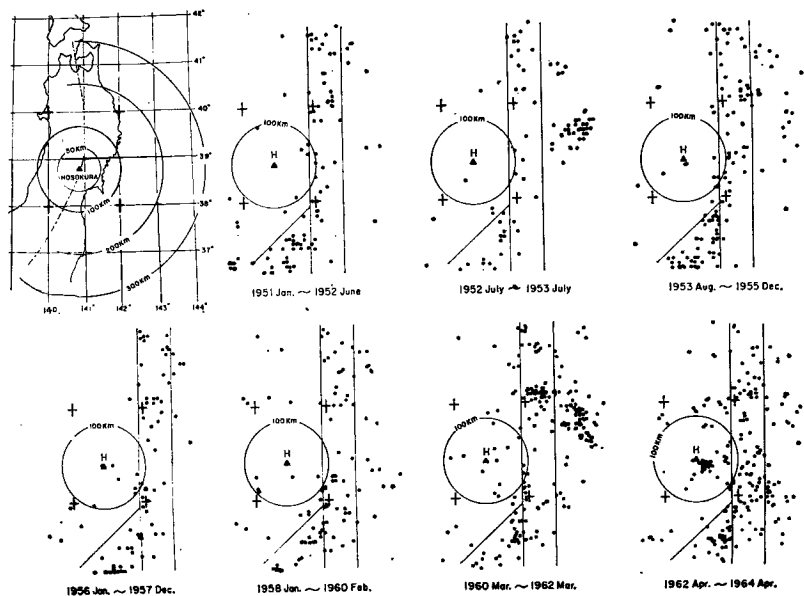 42°
41°
40°
39°
38°
37°
50Km
HOSOKURA
100Km
200Km
300Km
140° 141° 142° 143° 144°
100Km
H
1951 Jan. ~ 1952 June
100Km
H
1952 July ~ 1953 July
100Km
H
1953 Aug. ~ 1955 Dec.
100Km
H
1956 Jan. ~ 1957 Dec.
100Km
H
1958 Jan. ~ 1960 Feb.
100Km
H
1960 Mar. ~ 1962 Mar.
100Km
H
1962 Apr. ~ 1964 Apr.